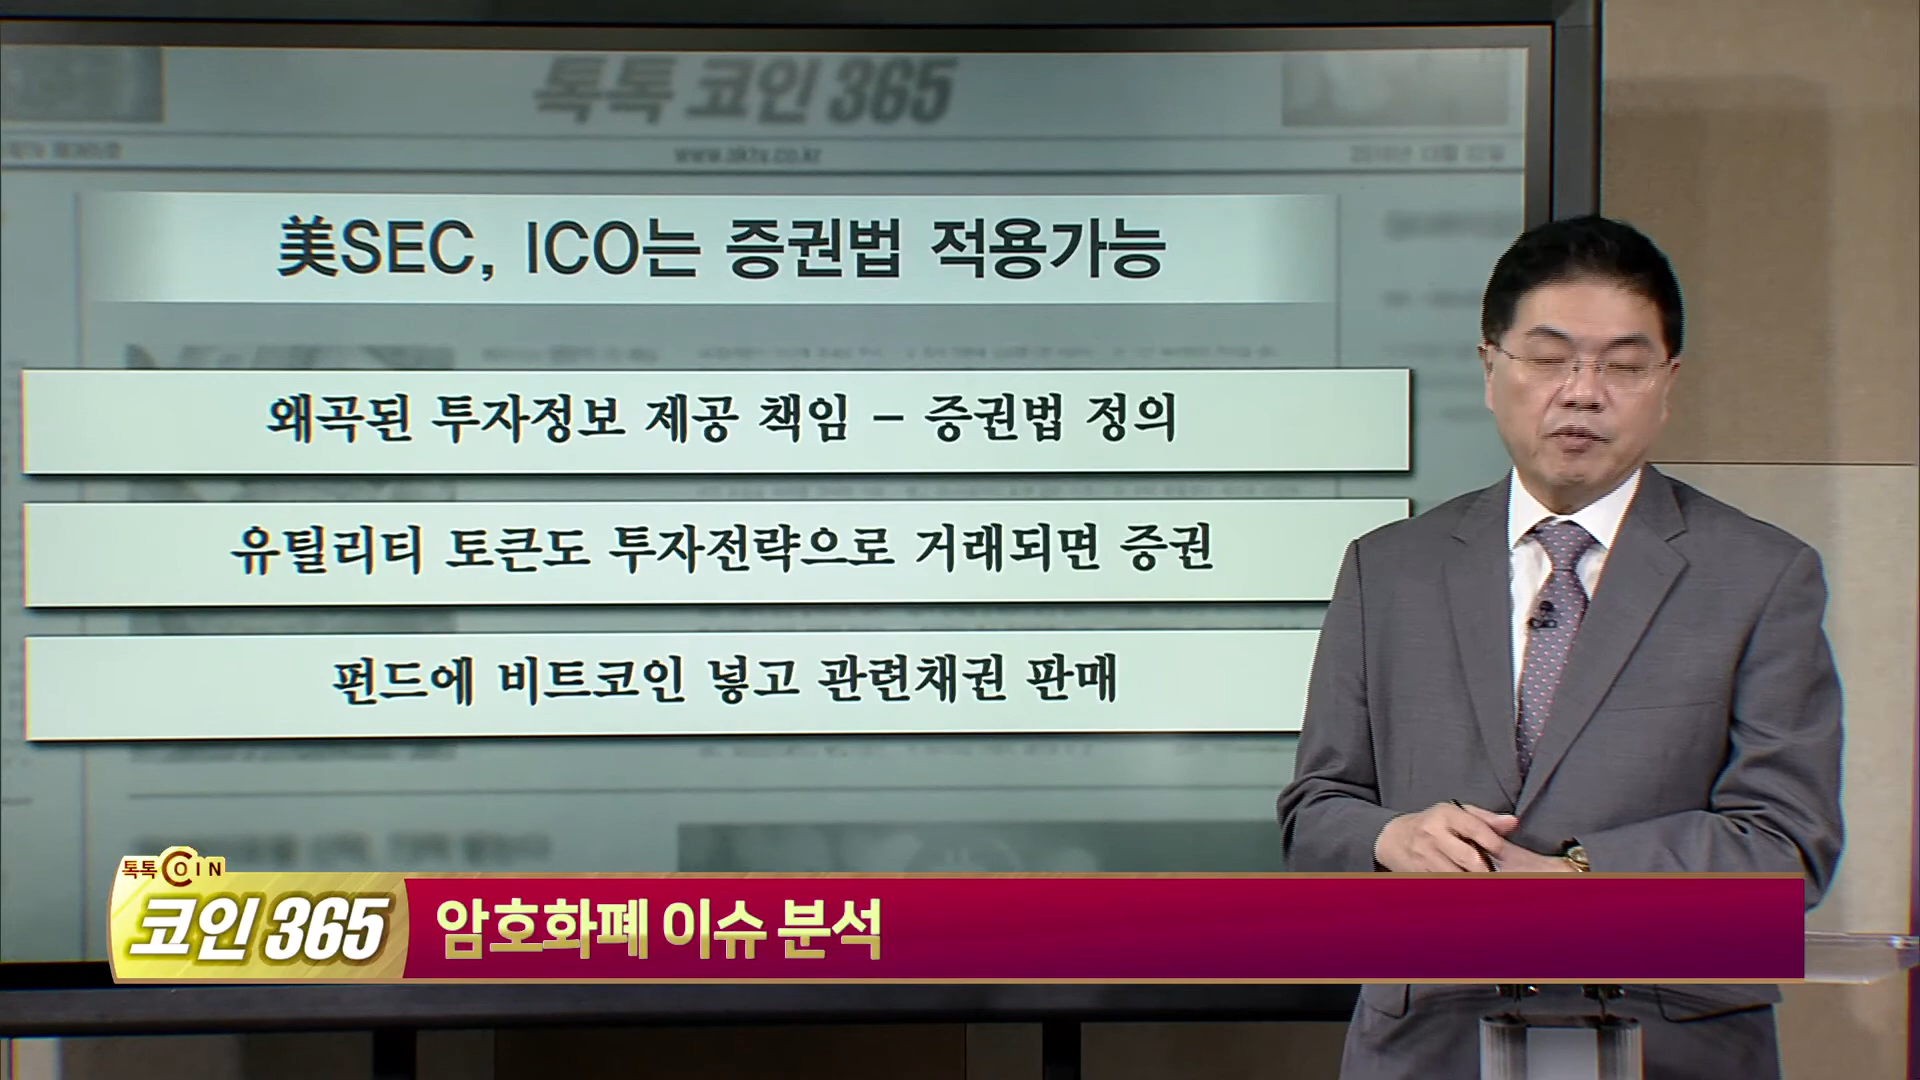 톡톡 코인 365
美SEC, ICO는 증권법 적용가능
왜곡된 투자정보 제공 책임 - 증권법 정의
유틸리티 토큰도 투자전략으로 거래되면 증권
펀드에 비트코인 넣고 관련채권 판매
톡톡 COIN
코인 365
암호화폐 이슈 분석